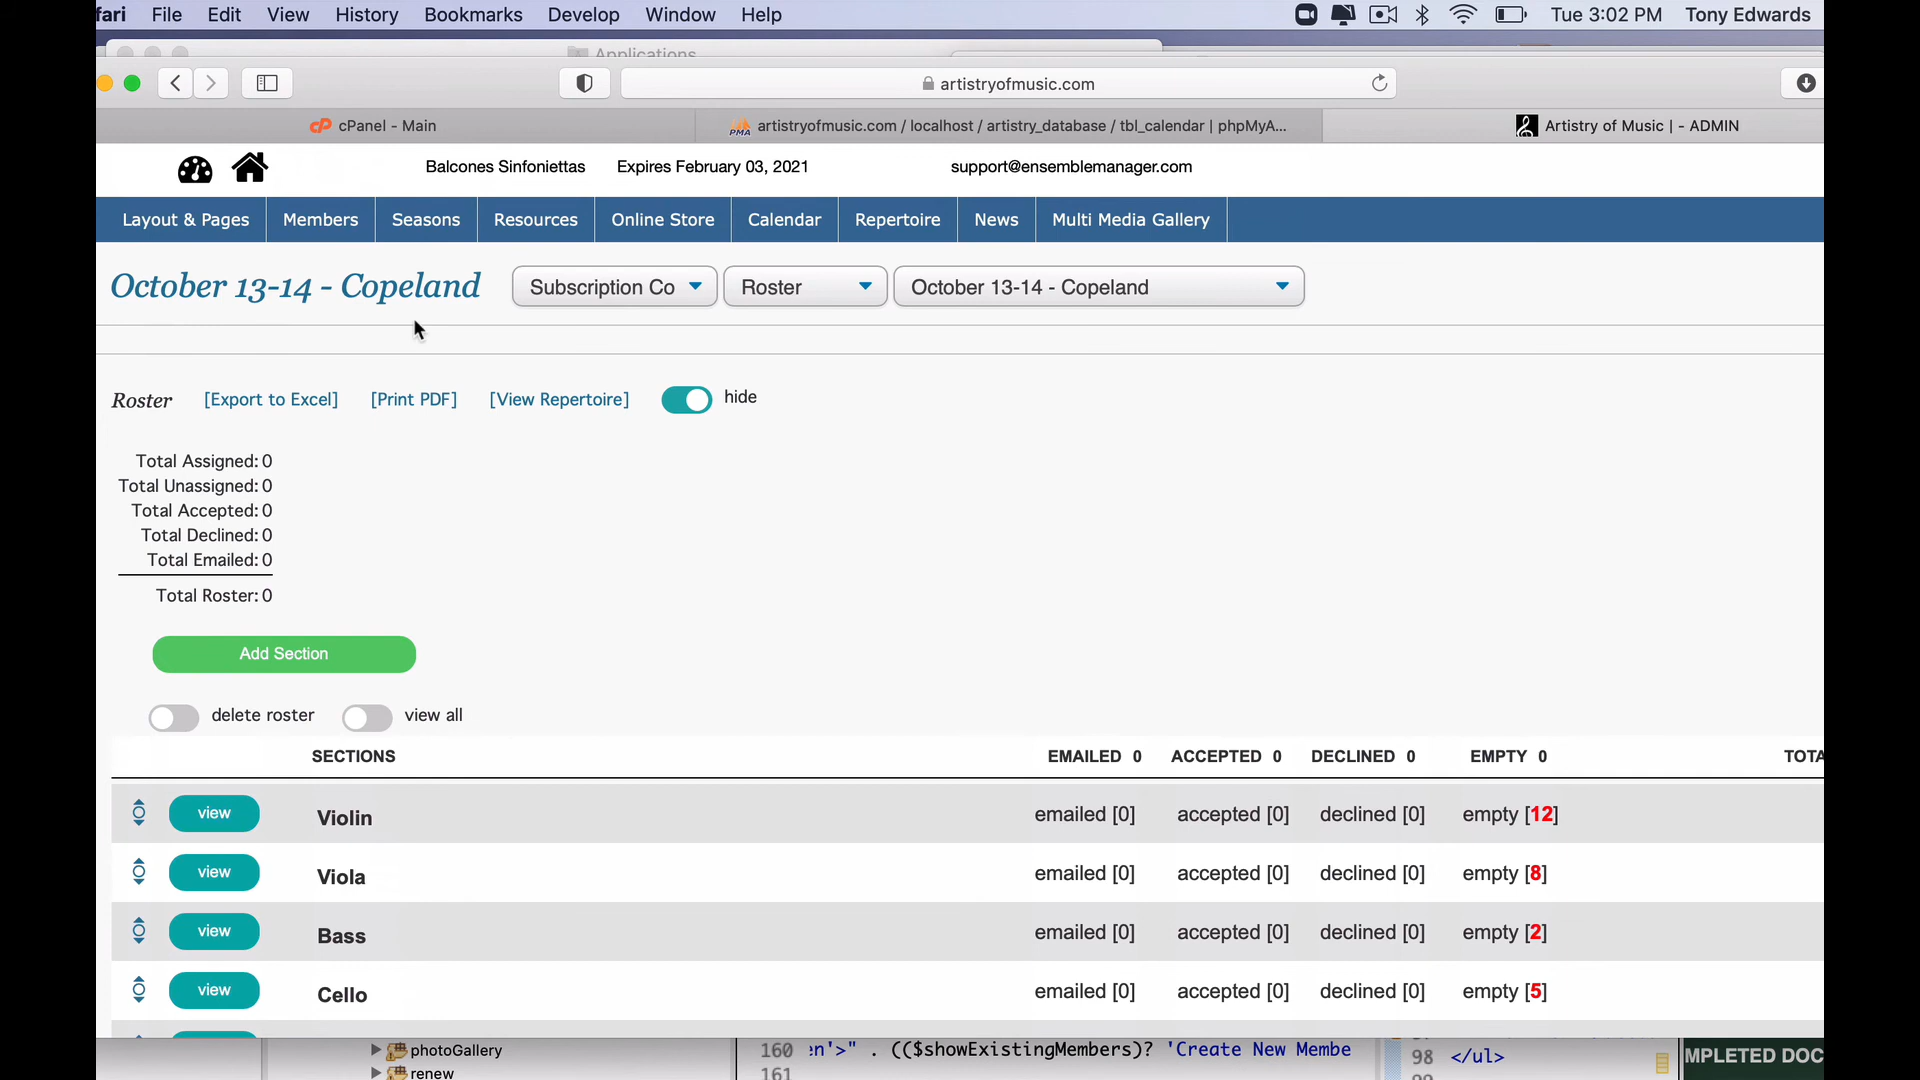 fari File Edit View History Bookmarks Develop Window Help Tue 3:02 PM Tony Edwards
Applications
artistryofmusic.com
cPanel - Main artistryofmusic.com / localhost / artistry_database / tbl_calendar | phpMyA... Artistry of Music | - ADMIN
Balcones Sinfoniettas Expires February 03, 2021 support@ensemblemanager.com
Layout & Pages Members Seasons Resources Online Store Calendar Repertoire News Multi Media Gallery
October 13-14 - Copeland Subscription Co Roster October 13-14 - Copeland
Roster [Export to Excel] [Print PDF] [View Repertoire] hide
Total Assigned: 0
Total Unassigned: 0
Total Accepted: 0
Total Declined: 0
Total Emailed: 0
Total Roster: 0
Add Section
delete roster view all
SECTIONS EMAILED 0 ACCEPTED 0 DECLINED 0 EMPTY 0 TOTA
view Violin emailed [0] accepted [0] declined [0] empty [12]
view Viola emailed [0] accepted [0] declined [0] empty [8]
view Bass emailed [0] accepted [0] declined [0] empty [2]
view Cello emailed [0] accepted [0] declined [0] empty [5]
photoGallery 160 en'>" . (($showExistingMembers)? 'Create New Membe 98 </ul> MPLETED DOC
renew 161